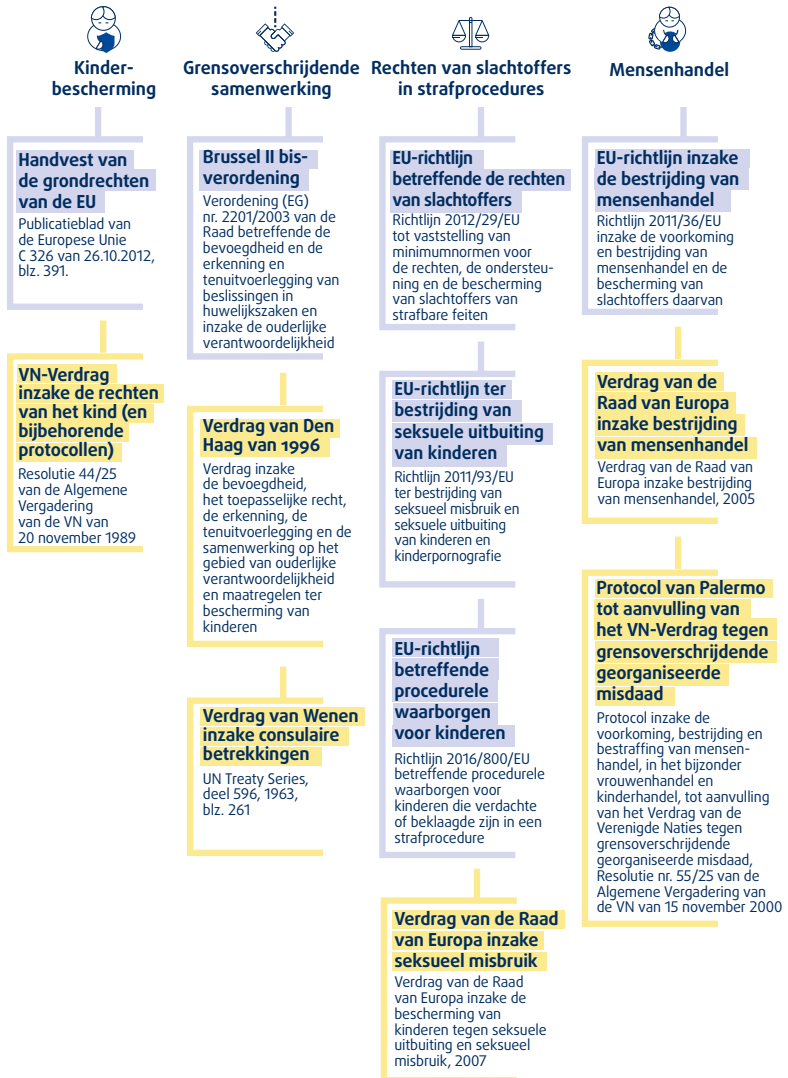 Kinder-
bescherming
Handvest van
de grondrechten
van de EU
Publicatieblad van
de Europese Unie
C 326 van 26.10.2012,
blz. 391.
VN-Verdrag
inzake de rechten
van het kind (en
bijbehorende
protocollen)
Resolutie 44/25
van de Algemene
Vergadering
van de VN van
20 november 1989
Grensoverschrijdende
samenwerking
Brussel II bis-
verordening
Verordening (EG)
nr. 2201/2003 van de
Raad betreffende de
bevoegdheid en de
erkenning en
tenuitvoerlegging van
beslissingen in
huwelijkszaken en
inzake de ouderlijke
verantwoordelijkheid
Verdrag van Den
Haag van 1996
Verdrag inzake
de bevoegdheid,
het toepasselijke recht,
de erkenning, de
tenuitvoerlegging en de
samenwerking op het
gebied van ouderlijke
verantwoordelijkheid
en maatregelen ter
bescherming van
kinderen
Verdrag van Wenen
inzake consulaire
betrekkingen
UN Treaty Series,
deel 596, 1963,
blz. 261
Rechten van slachtoffers
in strafprocedures
EU-richtlijn
betreffende de rechten
van slachtoffers
Richtlijn 2012/29/EU
tot vaststelling van
minimumnormen voor
de rechten, de ondersteu-
ning en de bescherming
van slachtoffers van
strafbare feiten
EU-richtlijn ter
bestrijding van
seksuele uitbuiting
van kinderen
Richtlijn 2011/93/EU
ter bestrijding van
seksueel misbruik en
seksuele uitbuiting
van kinderen en
kinderpornografie
EU-richtlijn
betreffende
procedurele
waarborgen
voor kinderen
Richtlijn 2016/800/EU
betreffende procedurele
waarborgen voor
kinderen die verdachte
of beklaagde zijn in een
strafprocedure
Verdrag van de Raad
van Europa inzake
seksueel misbruik
Verdrag van de Raad
van Europa inzake de
bescherming van
kinderen tegen seksuele
uitbuiting en seksueel
misbruik, 2007
Mensenhandel
EU-richtlijn inzake
de bestrijding van
mensenhandel
Richtlijn 2011/36/EU
inzake de voorkoming
en bestrijding van
mensenhandel en de
bescherming van
slachtoffers daarvan
Verdrag van de
Raad van Europa
inzake bestrijding
van mensenhandel
Verdrag van de Raad van
Europa inzake bestrijding
van mensenhandel, 2005
Protocol van Palermo
tot aanvulling van
het VN-Verdrag tegen
grensoverschrijdende
georganiseerde
misdaad
Protocol inzake de
voorkoming, bestrijding en
bestraffing van mensen-
handel, in het bijzonder
vrouwenhandel en
kinderhandel, tot aanvulling
van het Verdrag van de
Verenigde Naties tegen
grensoverschrijdende
georganiseerde misdaad,
Resolutie nr. 55/25 van de
Algemene Vergadering van
de VN van 15 november 2000